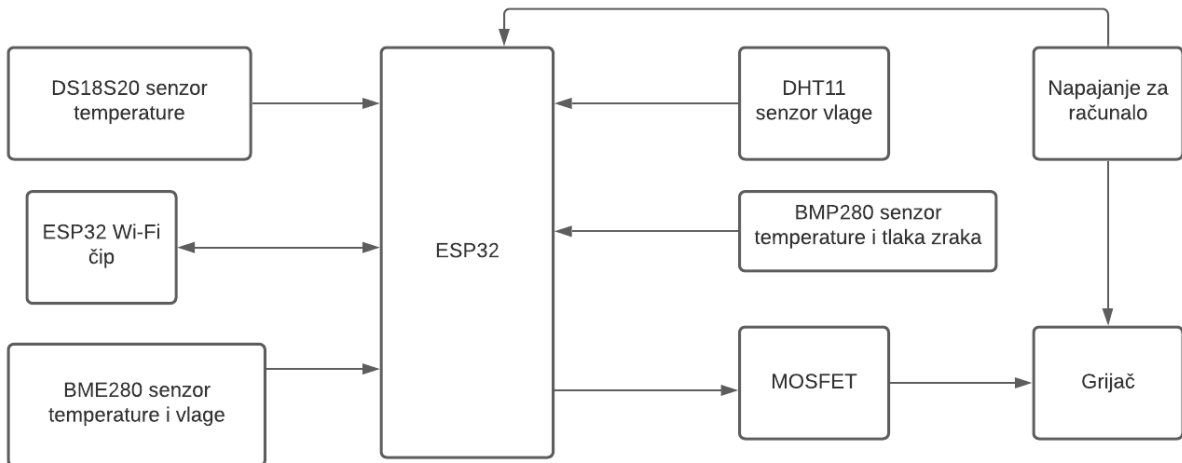 DS18S20 senzor
temperature
ESP32 Wi-Fi
čip
BME280 senzor
temperature i vlage
ESP32
DHT11
senzor vlage
BMP280 senzor
temperature i tlaka zraka
MOSFET
Napajanje za
računalo
Grijač